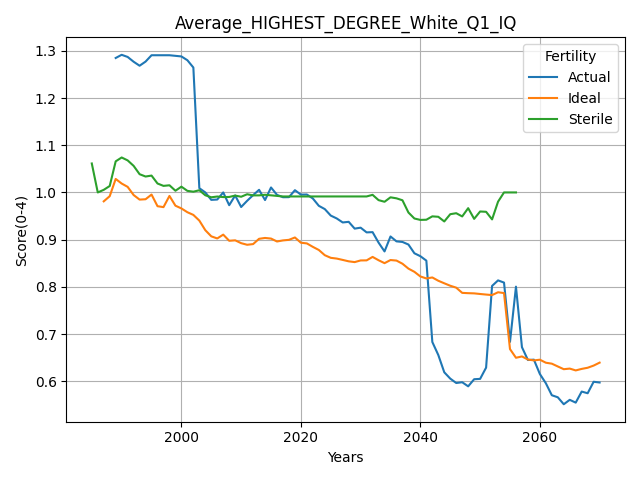 Average_HIGHEST_DEGREE_White_Q1_IQ
Fertility
Actual
Ideal
Sterile
1.3
1.2
1.1
1.0
0.9
0.8
0.7
0.6
Score(0-4)
2000
2020
2040
2060
Years